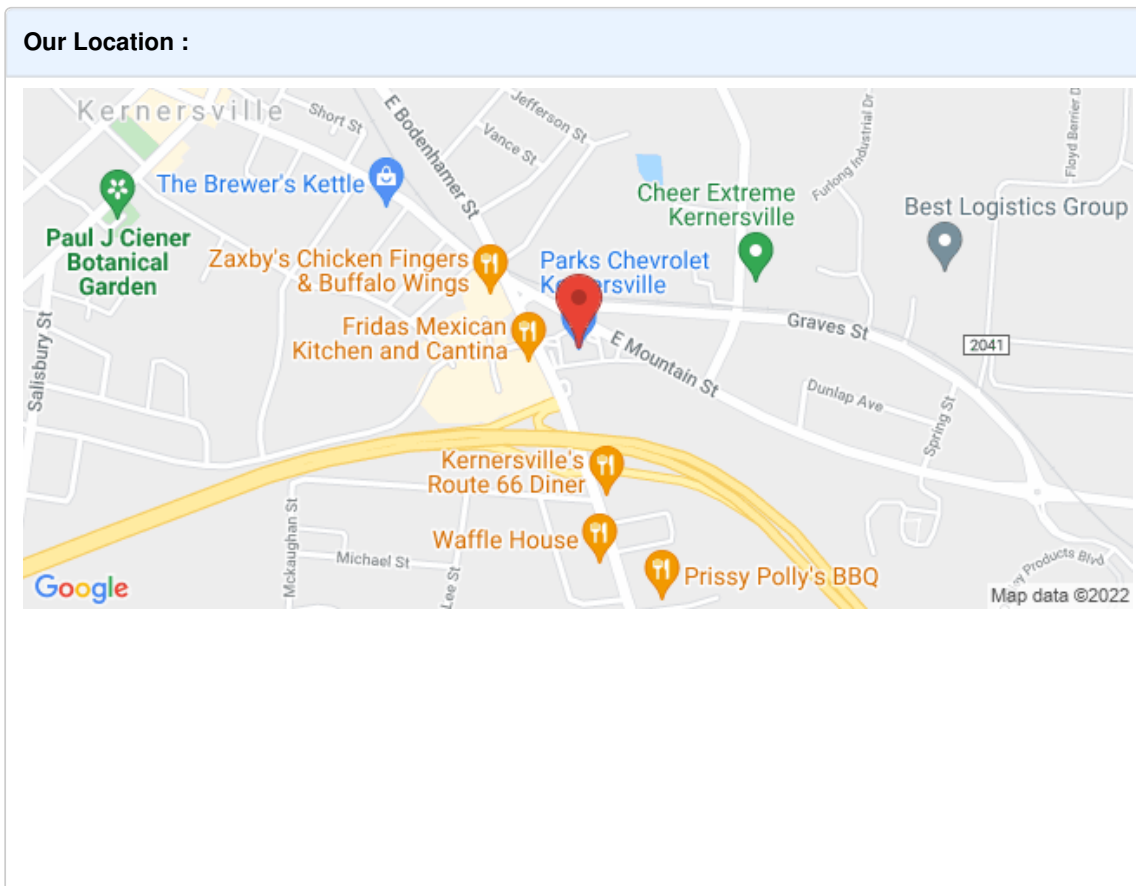 Our Location :
Kernersville
Short St
E Bodenhamer St
Jefferson St
Vance St
The Brewer's Kettle
Paul J Ciener
Botanical
Garden
Zaxby's Chicken Fingers
& Buffalo Wings
Parks Chevrolet
Cheer Extreme
Kernersville
Furlong Industrial Dr
Floyd Barrier D
Best Logistics Group
Fridas Mexican
Kitchen and Cantina
Graves St
E Mountain St
2041
Salisbury St
Dunlap Ave
Spring St
Kernersville's
Route 66 Diner
Waffle House
Mckaughan St
Michael St
Lee St
Prissy Polly's BBQ
Products Blvd
Google
Map data ©2022